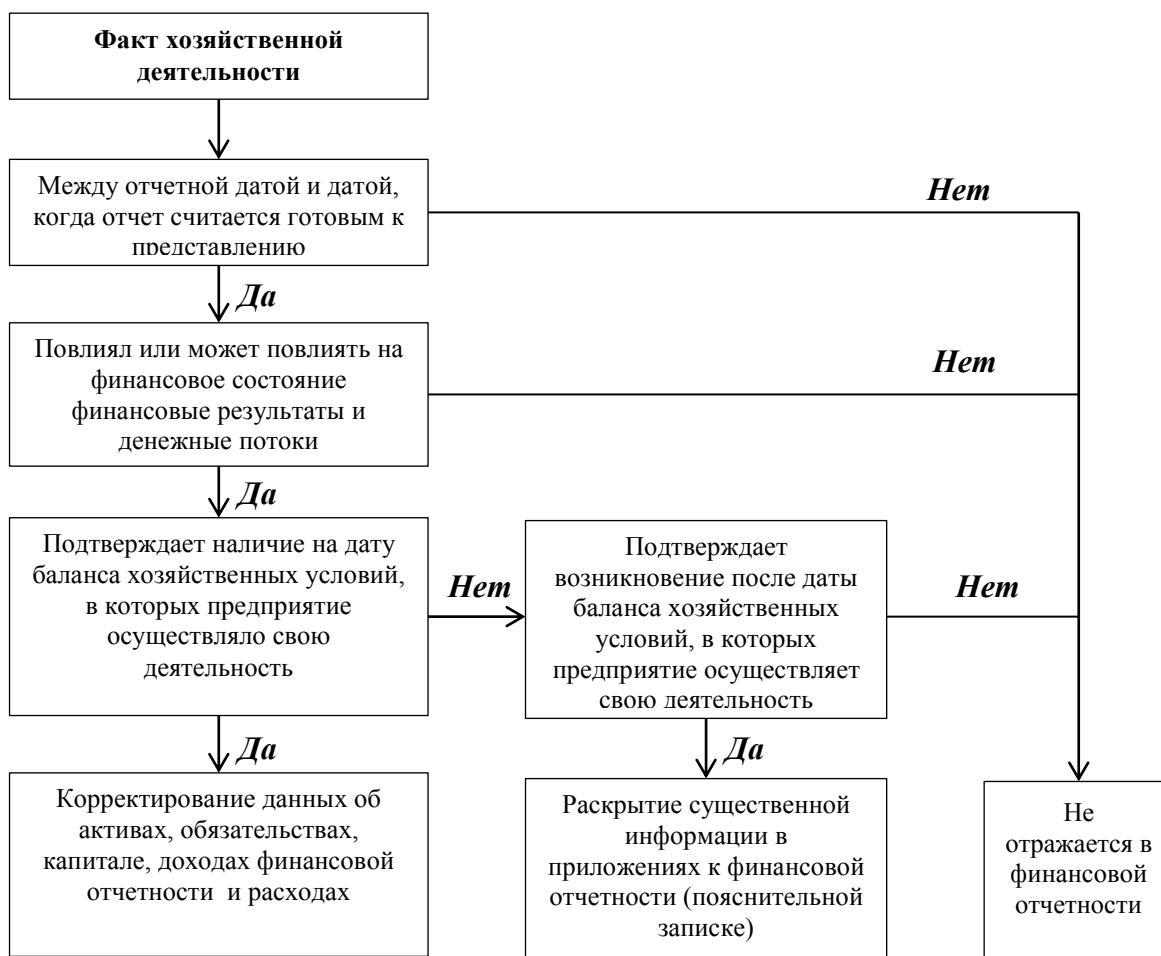 Факт хозяйственной
деятельности
Между отчетной датой и датой,
когда отчет считается готовым к
представлению
Нет
Да
Повлиял или может повлиять на
финансовое состояние
финансовые результаты и
денежные потоки
Нет
Да
Подтверждает наличие на дату
баланса хозяйственных условий,
в которых предприятие
осуществляло свою
деятельность
Нет
Подтверждает
возникновение после даты
баланса хозяйственных
условий, в которых
предприятие осуществляет
свою деятельность
Нет
Да
Да
Корректирование данных об
активах, обязательствах,
капитале, доходах финансовой
отчетности и расходах
Раскрытие существенной
информации в
приложениях к финансовой
отчетности (пояснительной
записке)
Не
отражается в
финансовой
отчетности